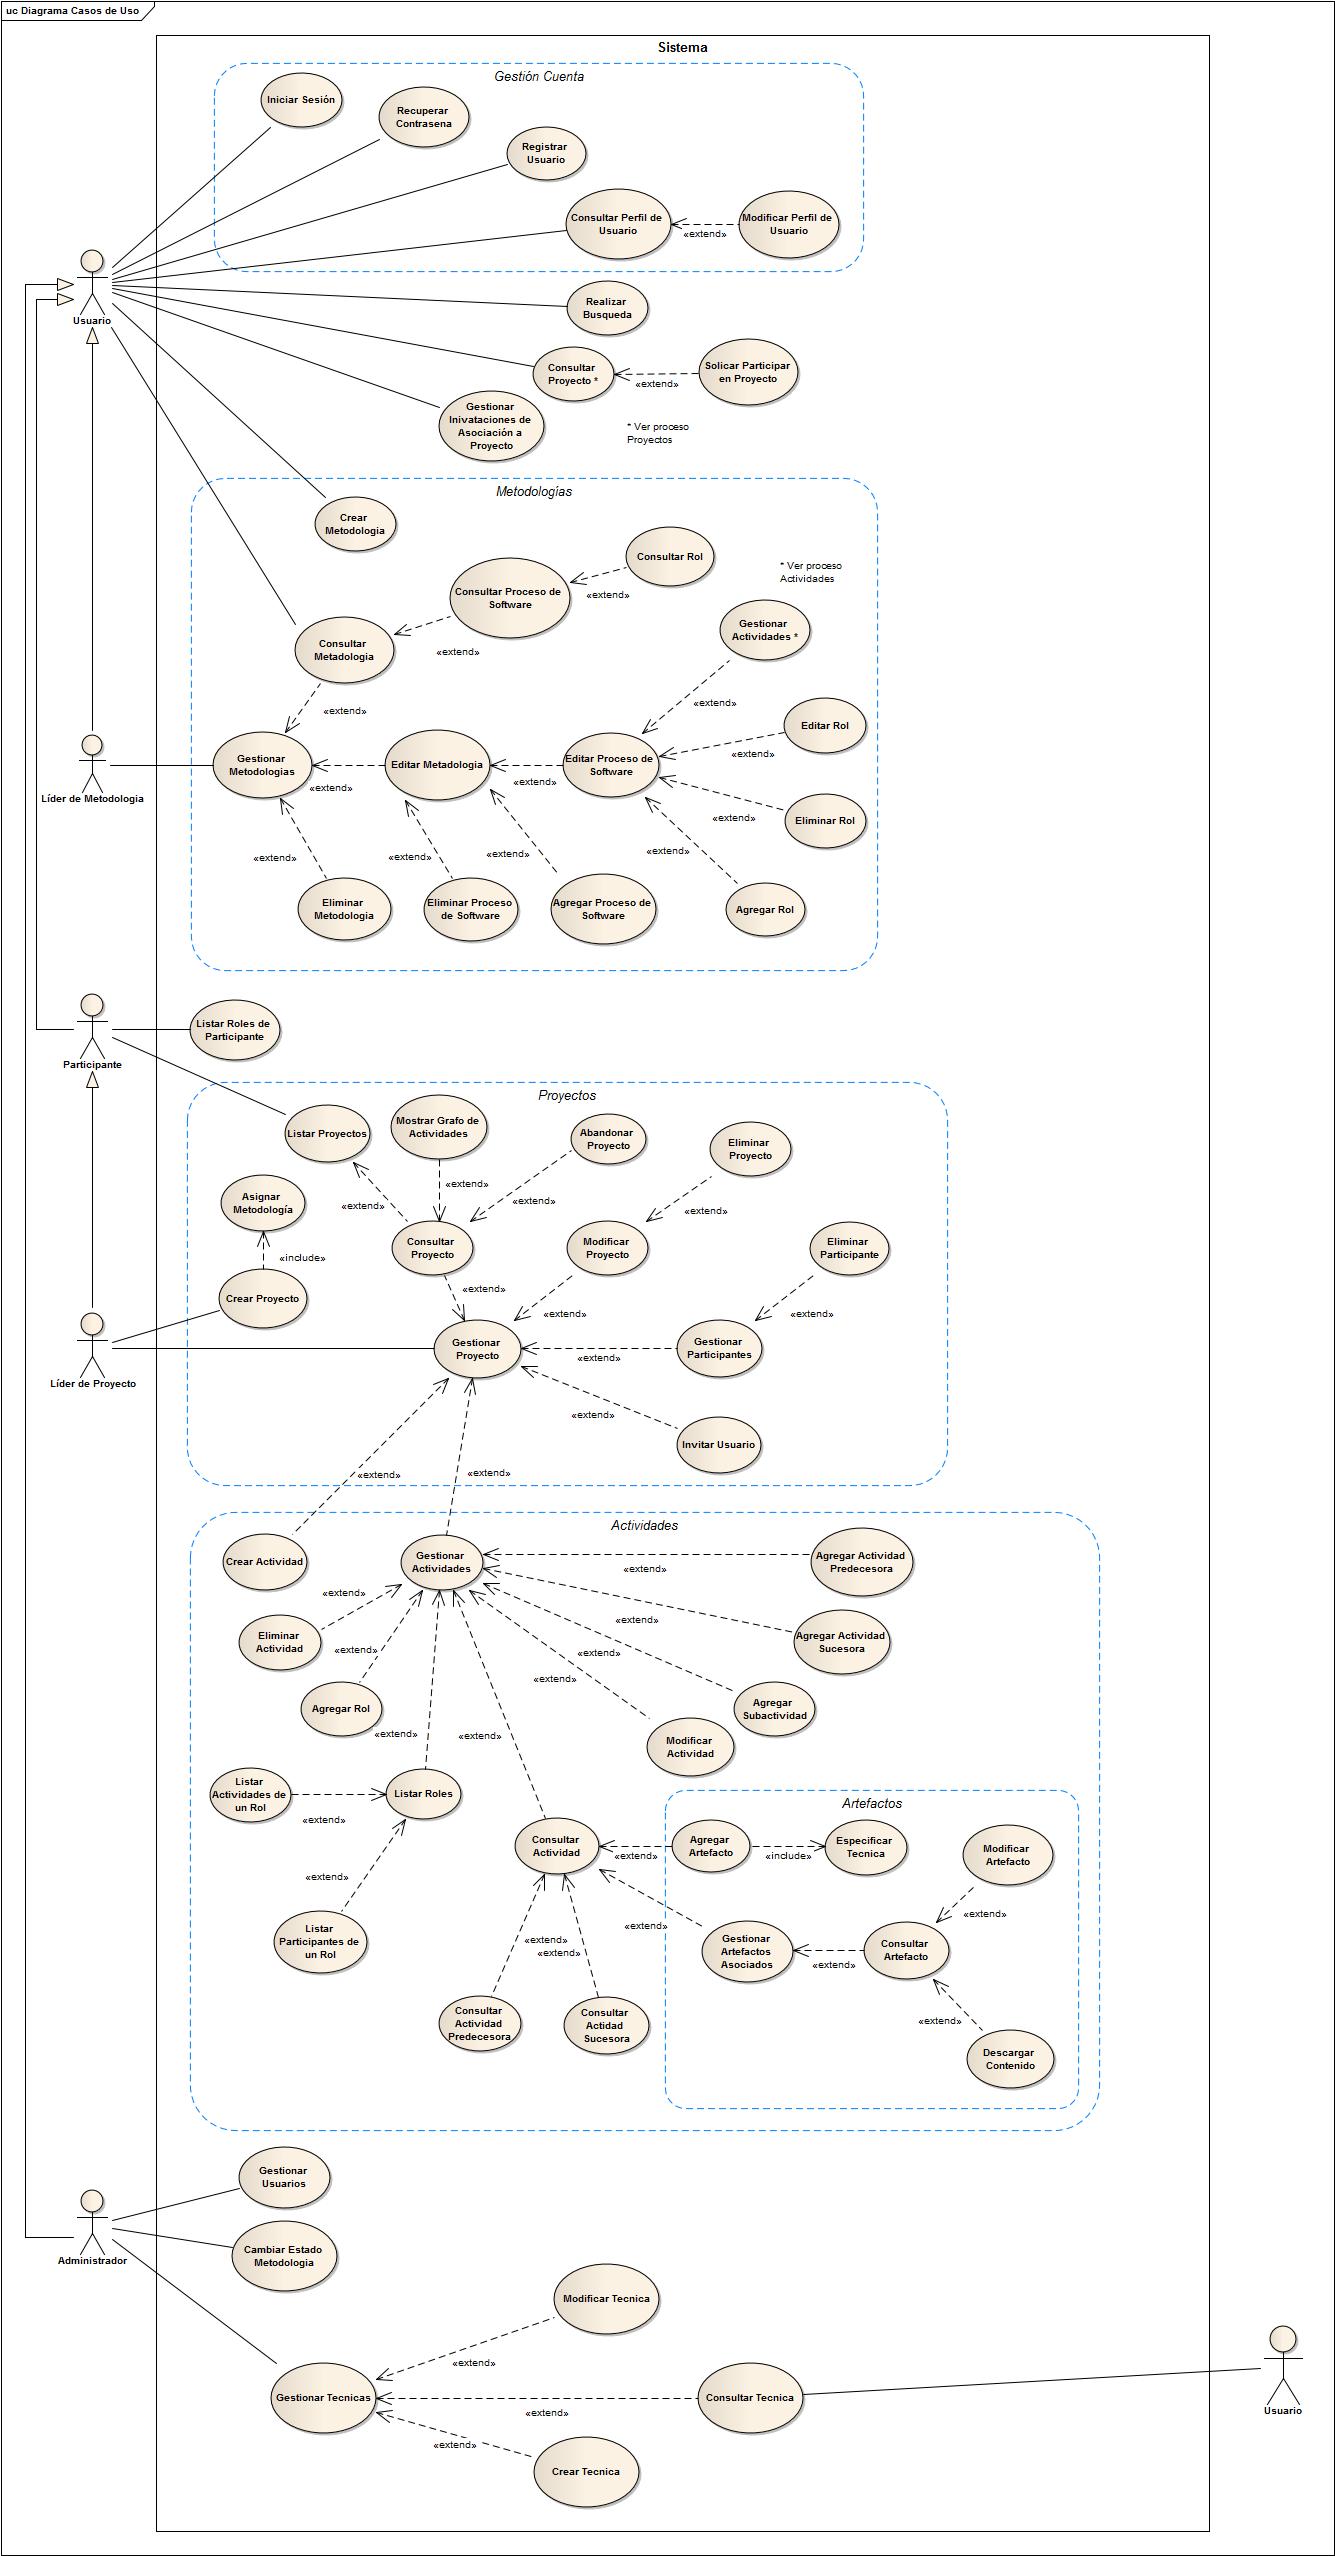 uc Diagrama Casos de Uso
Sistema
Gestión Cuenta
Iniciar Sesión
Recuperar
Contrasena
Registrar
Usuario
Consultar Perfil de
Usuario
«extend»
Modificar Perfil de
Usuario
Usuario
Realizar
Busqueda
Consultar
Proyecto *
«extend»
Solicar Participar
en Proyecto
Gestionar
Inivataciones de
Asociación a
Proyecto
* Ver proceso
Proyectos
Metodologías
Crear
Metodologia
Consultar Rol
«extend»
* Ver proceso
Actividades
Consultar Proceso de
Software
«extend»
Consultar
Metadologia
«extend»
Gestionar
Actividades *
«extend»
Editar Rol
«extend»
Líder de Metodologia
Gestionar
Metodologias
«extend»
Editar Metadologia
«extend»
Editar Proceso de
Software
«extend»
Eliminar Rol
«extend»
«extend»
«extend»
«extend»
Eliminar
Metodologia
Eliminar Proceso
de Software
Agregar Proceso de
Software
Agregar Rol
Participante
Listar Roles de
Participante
Proyectos
Listar Proyectos
Mostrar Grafo de
Actividades
Abandonar
Proyecto
Eliminar
Proyecto
«extend»
«extend»
«extend»
«extend»
Asignar
Metodología
«include»
Consultar
Proyecto
Modificar
Proyecto
Eliminar
Participante
«extend»
«extend»
«extend»
Crear Proyecto
Líder de Proyecto
Gestionar
Proyecto
«extend»
Gestionar
Participantes
«extend»
Invitar Usuario
«extend»
«extend»
Actividades
Crear Actividad
Gestionar
Actividades
«extend»
Agregar Actividad
Predecesora
«extend»
«extend»
Agregar Actividad
Sucesora
Eliminar
Actividad
«extend»
«extend»
«extend»
Agregar Rol
Agregar
Subactividad
«extend»
«extend»
Modificar
Actividad
Listar
Actividades de
un Rol
«extend»
Listar Roles
«extend»
Listar
Participantes de
un Rol
Artefactos
Consultar
Actividad
«extend»
Agregar
Artefacto
«include»
Especificar
Tecnica
Modificar
Artefacto
«extend»
«extend»
Gestionar
Artefactos
Asociados
«extend»
Consultar
Artefacto
«extend»
«extend»
«extend»
Consultar
Actividad
Predecesora
Consultar
Actidad
Sucesora
Descargar
Contenido
Gestionar
Usuarios
Administrador
Cambiar Estado
Metodologia
Modificar Tecnica
«extend»
Gestionar Tecnicas
«extend»
Consultar Tecnica
Usuario
«extend»
Crear Tecnica